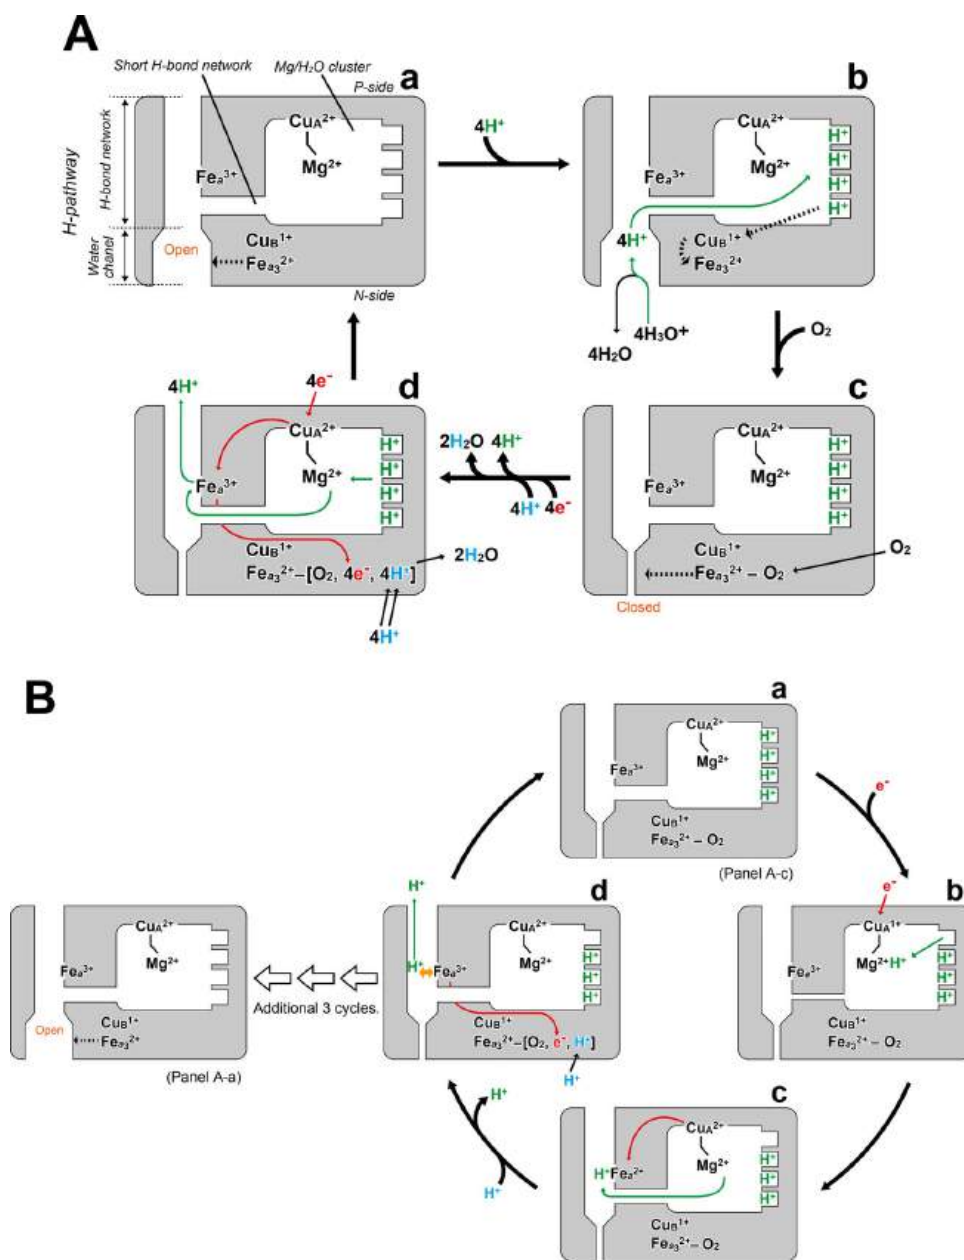 A
Short H-bond network
Mg/H₂O cluster
a
P-side
H-pathway
H-bond network
Water chanel
CuA²⁺
Mg²⁺
Feₐ³⁺
Open
CuB¹⁺
Feₐ₃²⁺
N-side
4H⁺
b
CuA²⁺
Mg²⁺
Feₐ³⁺
H⁺
H⁺
H⁺
H⁺
4H⁺
CuB¹⁺
Feₐ₃²⁺
4H₂O
4H₃O+
O₂
d
4H⁺
4e⁻
CuA²⁺
Mg²⁺
Feₐ³⁺
H⁺
H⁺
H⁺
H⁺
CuB¹⁺
Feₐ₃²⁺–[O₂, 4e⁻, 4H⁺]
2H₂O
4H⁺
2H₂O 4H⁺
4H⁺ 4e⁻
c
CuA²⁺
Mg²⁺
Feₐ³⁺
H⁺
H⁺
H⁺
H⁺
CuB¹⁺
Feₐ₃²⁺ – O₂
O₂
Closed
B
a
CuA²⁺
Mg²⁺
Feₐ³⁺
H⁺
H⁺
H⁺
H⁺
CuB¹⁺
Feₐ₃²⁺ – O₂
(Panel A-c)
e⁻
b
e⁻
CuA¹⁺
Mg²⁺H⁺
Feₐ³⁺
H⁺
H⁺
H⁺
CuB¹⁺
Feₐ₃²⁺ – O₂
d
H⁺
CuA²⁺
Mg²⁺
H⁺
Feₐ³⁺
H⁺
H⁺
H⁺
CuB¹⁺
Feₐ₃²⁺–[O₂, e⁻, H⁺]
H⁺
Additional 3 cycles.
CuA²⁺
Mg²⁺
Feₐ³⁺
Open
CuB¹⁺
Feₐ₃²⁺
(Panel A-a)
H⁺
H⁺
c
CuA²⁺
Mg²⁺
H⁺Feₐ²⁺
H⁺
H⁺
H⁺
CuB¹⁺
Feₐ₃²⁺ – O₂